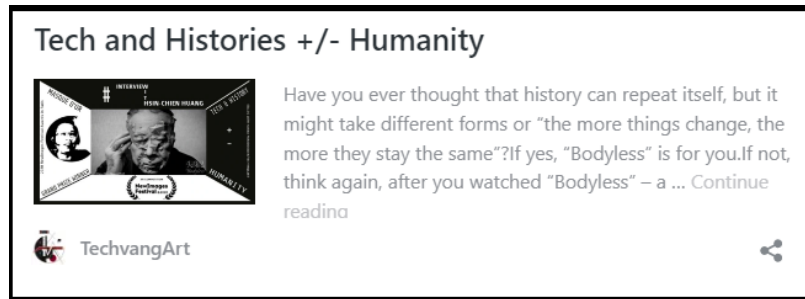 Tech and Histories +/- Humanity
MASQUE D'OR
GRAND PRIX WINNER
#
INTERVIEW
HSIN-CHIEN HUANG
TECH & HISTORY
+
-
HUMANITY
NewImages
Festival
Have you ever thought that history can repeat itself, but it
might take different forms or “the more things change, the
more they stay the same”?If yes, “Bodyless” is for you.If not,
think again, after you watched “Bodyless” – a ... Continue
reading
TechvangArt